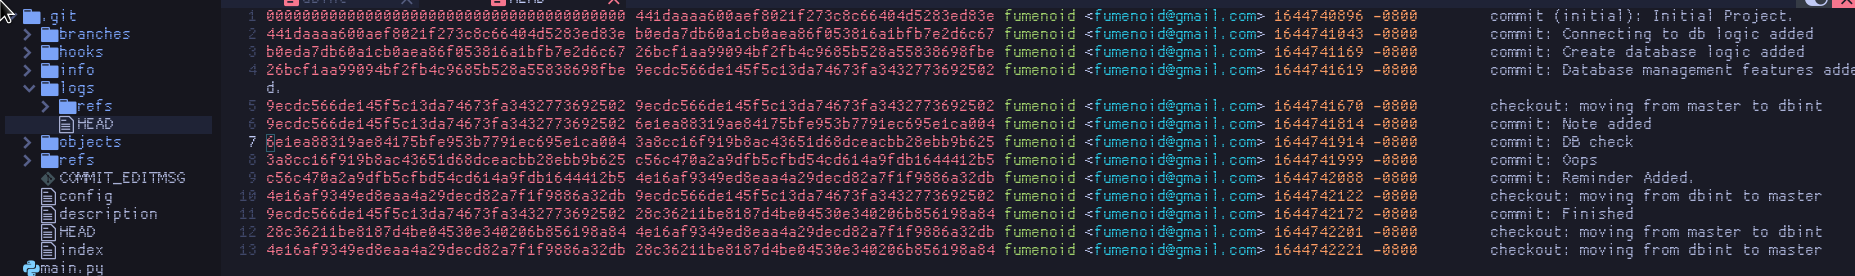 .git
branches
hooks
info
logs
refs
HEAD
objects
refs
COMMIT_EDITMSG
config
description
HEAD
index
main.py
1 0000000000000000000000000000000000000000 441daaaa600aef8021f273c8c66404d5283ed83e fumenoid <fumenoid@gmail.com> 1644740896 -0800 commit (initial): Initial Project.
2 441daaaa600aef8021f273c8c66404d5283ed83e b0eda7db60a1cb0aea86f053816a1bfb7e2d6c67 fumenoid <fumenoid@gmail.com> 1644741043 -0800 commit: Connecting to db logic added
3 b0eda7db60a1cb0aea86f053816a1bfb7e2d6c67 26bcf1aa99094bf2fb4c9685b528a55838698fbe fumenoid <fumenoid@gmail.com> 1644741169 -0800 commit: Create database logic added
4 26bcf1aa99094bf2fb4c9685b528a55838698fbe 9ecdc566de145f5c13da74673fa3432773692502 fumenoid <fumenoid@gmail.com> 1644741619 -0800 commit: Database management features adde
d.
5 9ecdc566de145f5c13da74673fa3432773692502 9ecdc566de145f5c13da74673fa3432773692502 fumenoid <fumenoid@gmail.com> 1644741670 -0800 checkout: moving from master to dbint
6 9ecdc566de145f5c13da74673fa3432773692502 6e1ea88319ae84175bfe953b7791ec695e1ca004 fumenoid <fumenoid@gmail.com> 1644741814 -0800 commit: Note added
7 6e1ea88319ae84175bfe953b7791ec695e1ca004 3a8cc16f919b8ac43651d68dceacbb28ebb9b625 fumenoid <fumenoid@gmail.com> 1644741914 -0800 commit: DB check
8 3a8cc16f919b8ac43651d68dceacbb28ebb9b625 c56c470a2a9dfb5cfbd54cd614a9fdb1644412b5 fumenoid <fumenoid@gmail.com> 1644741999 -0800 commit: Oops
9 c56c470a2a9dfb5cfbd54cd614a9fdb1644412b5 4e16af9349ed8eaa4a29decd82a7f1f9886a32db fumenoid <fumenoid@gmail.com> 1644742088 -0800 commit: Reminder Added.
10 4e16af9349ed8eaa4a29decd82a7f1f9886a32db 9ecdc566de145f5c13da74673fa3432773692502 fumenoid <fumenoid@gmail.com> 1644742122 -0800 checkout: moving from dbint to master
11 9ecdc566de145f5c13da74673fa3432773692502 28c36211be8187d4be04530e340206b856198a84 fumenoid <fumenoid@gmail.com> 1644742172 -0800 commit: Finished
12 28c36211be8187d4be04530e340206b856198a84 4e16af9349ed8eaa4a29decd82a7f1f9886a32db fumenoid <fumenoid@gmail.com> 1644742201 -0800 checkout: moving from master to dbint
13 4e16af9349ed8eaa4a29decd82a7f1f9886a32db 28c36211be8187d4be04530e340206b856198a84 fumenoid <fumenoid@gmail.com> 1644742221 -0800 checkout: moving from dbint to master